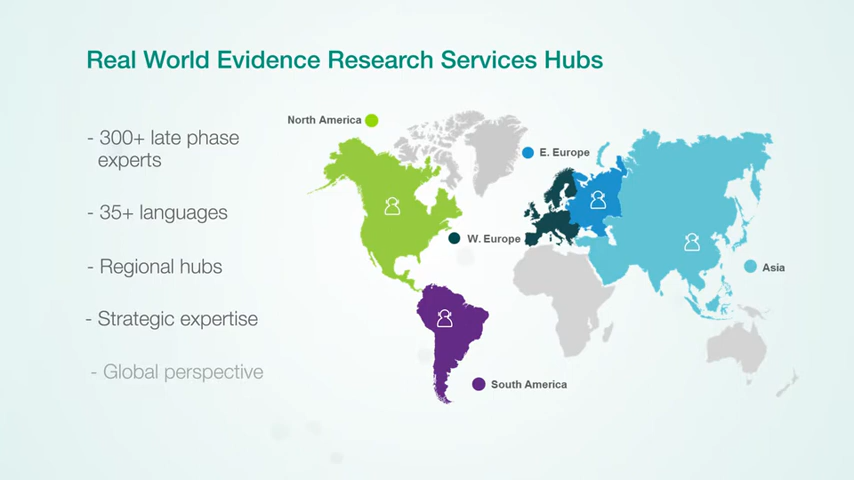 Real World Evidence Research Services Hubs
- 300+ late phase
experts
- 35+ languages
- Regional hubs
- Strategic expertise
- Global perspective
North America
E. Europe
W. Europe
Asia
South America